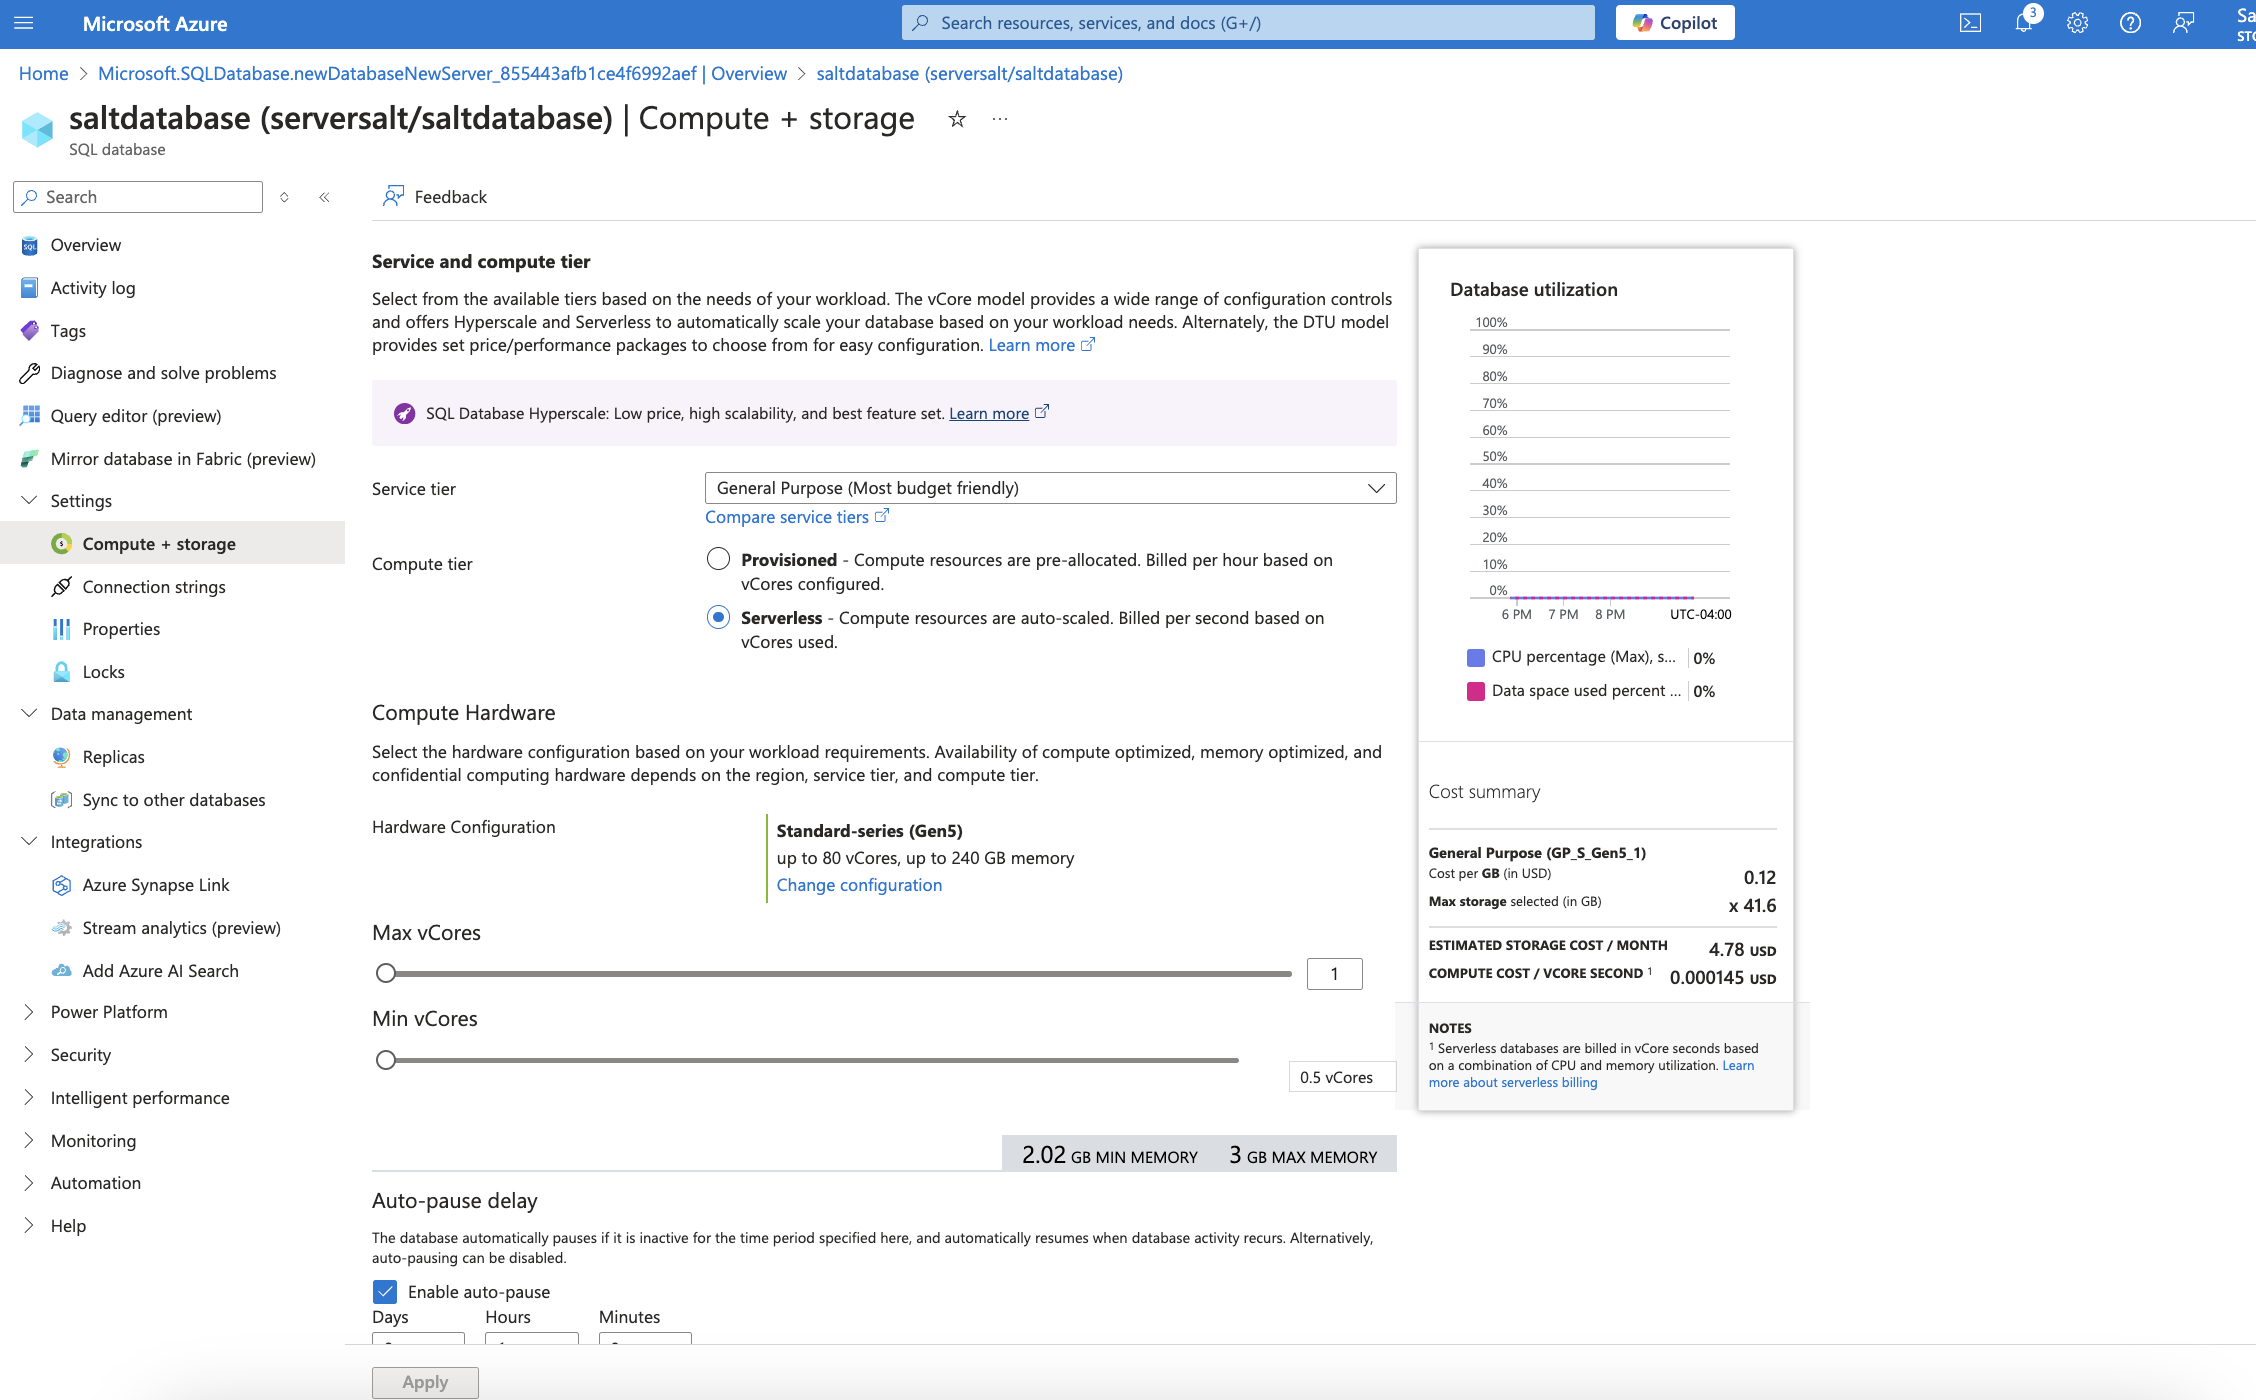 Microsoft Azure
Search resources, services, and docs (G+/)
Copilot
3
Sa
STO
Home > Microsoft.SQLDatabase.newDatabaseNewServer_855443afb1ce4f6992aef | Overview > saltdatabase (serversalt/saltdatabase)
saltdatabase (serversalt/saltdatabase) | Compute + storage
SQL database
Search
Feedback
Overview
Activity log
Tags
Diagnose and solve problems
Query editor (preview)
Mirror database in Fabric (preview)
Settings
Compute + storage
Connection strings
Properties
Locks
Data management
Replicas
Sync to other databases
Integrations
Azure Synapse Link
Stream analytics (preview)
Add Azure AI Search
Power Platform
Security
Intelligent performance
Monitoring
Automation
Help
Service and compute tier
Select from the available tiers based on the needs of your workload. The vCore model provides a wide range of configuration controls
and offers Hyperscale and Serverless to automatically scale your database based on your workload needs. Alternately, the DTU model
provides set price/performance packages to choose from for easy configuration. Learn more
SQL Database Hyperscale: Low price, high scalability, and best feature set. Learn more
Service tier
General Purpose (Most budget friendly)
Compare service tiers
Compute tier
Provisioned - Compute resources are pre-allocated. Billed per hour based on
vCores configured.
Serverless - Compute resources are auto-scaled. Billed per second based on
vCores used.
Compute Hardware
Select the hardware configuration based on your workload requirements. Availability of compute optimized, memory optimized, and
confidential computing hardware depends on the region, service tier, and compute tier.
Hardware Configuration
Standard-series (Gen5)
up to 80 vCores, up to 240 GB memory
Change configuration
Max vCores
1
Min vCores
0.5 vCores
2.02 GB MIN MEMORY 3 GB MAX MEMORY
Auto-pause delay
The database automatically pauses if it is inactive for the time period specified here, and automatically resumes when database activity recurs. Alternatively,
auto-pausing can be disabled.
Enable auto-pause
Days Hours Minutes
Apply
Database utilization
100%
90%
80%
70%
60%
50%
40%
30%
20%
10%
0%
6 PM 7 PM 8 PM UTC-04:00
CPU percentage (Max), s... 0%
Data space used percent ... 0%
Cost summary
General Purpose (GP_S_Gen5_1)
Cost per GB (in USD) 0.12
Max storage selected (in GB) x 41.6
ESTIMATED STORAGE COST / MONTH 4.78 USD
COMPUTE COST / VCORE SECOND 1 0.000145 USD
NOTES
1 Serverless databases are billed in vCore seconds based
on a combination of CPU and memory utilization. Learn
more about serverless billing